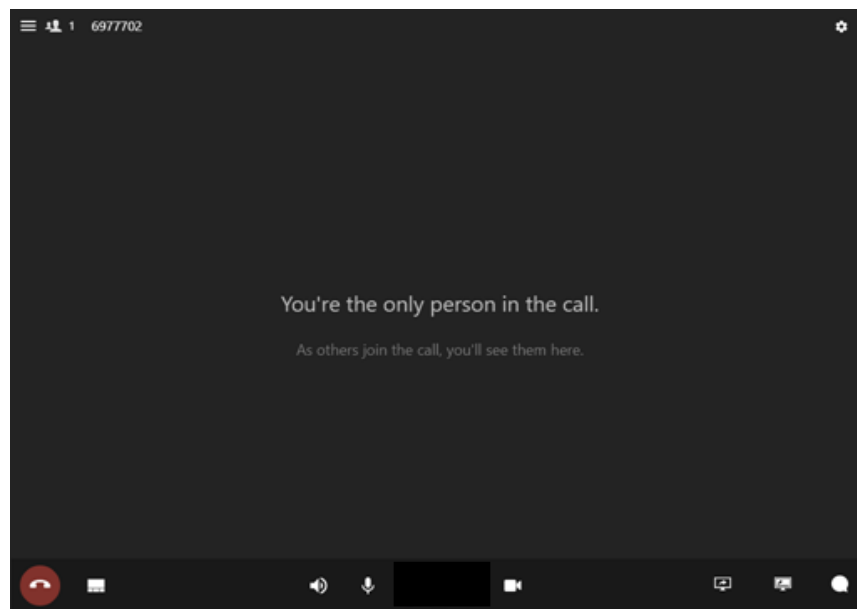 1 6977702
You're the only person in the call.
As others join the call, you'll see them here.